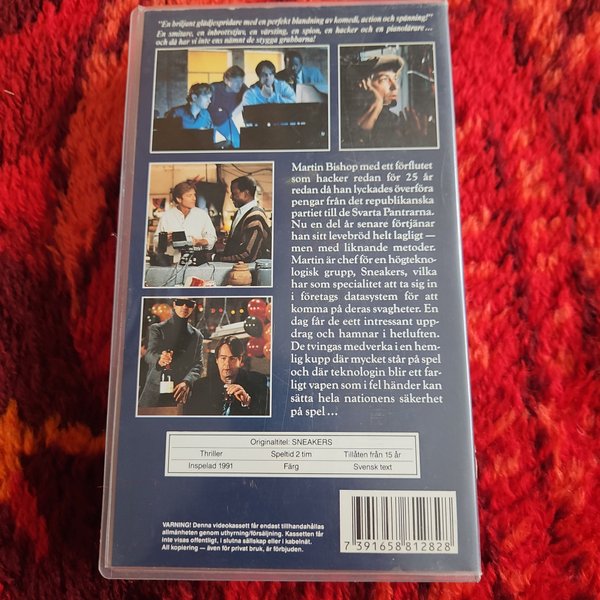 "En briljant glädjespridare med en perfekt blandning av komedi, action och spänning!"
En smitare, en inbrottstjuv, en värsting, en spion, en hacker och en pianolärare...
och då har vi inte ens nämnt de stygga grabbarna!
Martin Bishop med ett förflutet
som hacker redan för 25 år
redan då han lyckades överföra
pengar från det republikanska
partiet till de Svarta Pantrarna.
Nu en del år senare förtjänar
han sitt levebröd helt lagligt —
men med liknande metoder.
Martin är chef för en högtekno-
logisk grupp, Sneakers, vilka
har som specialitet att ta sig in
i företags datasystem för att
komma på deras svagheter. En
dag får de eett intressant upp-
drag och hamnar i hetluften.
De tvingas medverka i en hem-
lig kupp där mycket står på spel
och där teknologin blir ett far-
ligt vapen som i fel händer kan
sätta hela nationens säkerhet
på spel ...
Originaltitel: SNEAKERS
Thriller Speltid 2 tim Tillåten från 15 år
Inspelad 1991 Färg Svensk text
VARNING! Denna videokassett får endast tillhandahållas
allmänheten genom uthyrning/försäljning. Kassetten får
inte visas offentligt, i slutna sällskap eller i kabelnät.
All kopiering — även för privat bruk, är förbjuden.
7 391658 812828